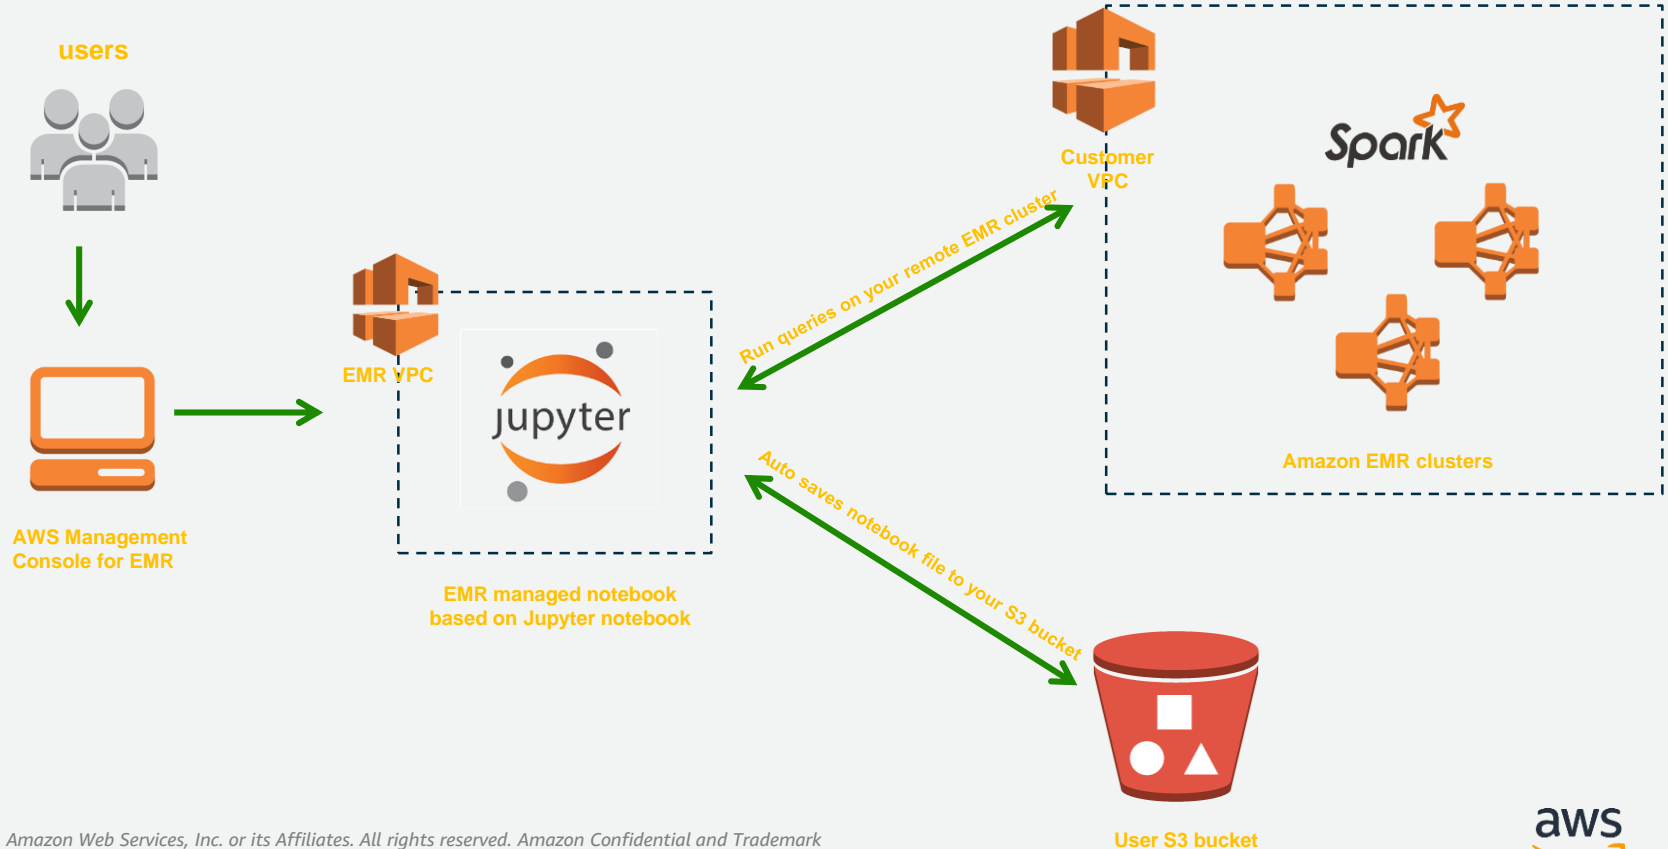 users
Customer
VPC
Spark
Run queries on your remote EMR cluster
EMR VPC
jupyter
Amazon EMR clusters
AWS Management
Console for EMR
Auto saves notebook file to your S3 bucket
EMR managed notebook
based on Jupyter notebook
User S3 bucket
Amazon Web Services, Inc. or its Affiliates. All rights reserved. Amazon Confidential and Trademark
aws